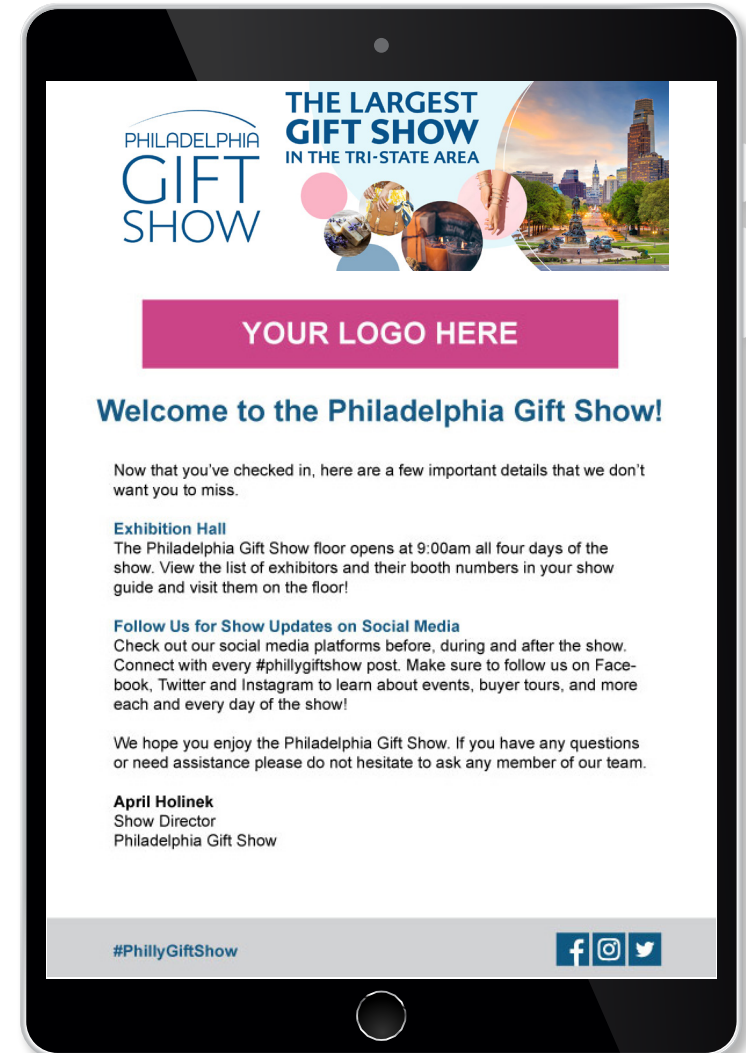 PHILADELPHIA
GIFT
SHOW
THE LARGEST
GIFT SHOW
IN THE TRI-STATE AREA
YOUR LOGO HERE
Welcome to the Philadelphia Gift Show!
Now that you've checked in, here are a few important details that we don't
want you to miss.
Exhibition Hall
The Philadelphia Gift Show floor opens at 9:00am all four days of the
show. View the list of exhibitors and their booth numbers in your show
guide and visit them on the floor!
Follow Us for Show Updates on Social Media
Check out our social media platforms before, during and after the show.
Connect with every #phillygiftshow post. Make sure to follow us on Face-
book, Twitter and Instagram to learn about events, buyer tours, and more
each and every day of the show!
We hope you enjoy the Philadelphia Gift Show. If you have any questions
or need assistance please do not hesitate to ask any member of our team.
April Holinek
Show Director
Philadelphia Gift Show
#PhillyGiftShow